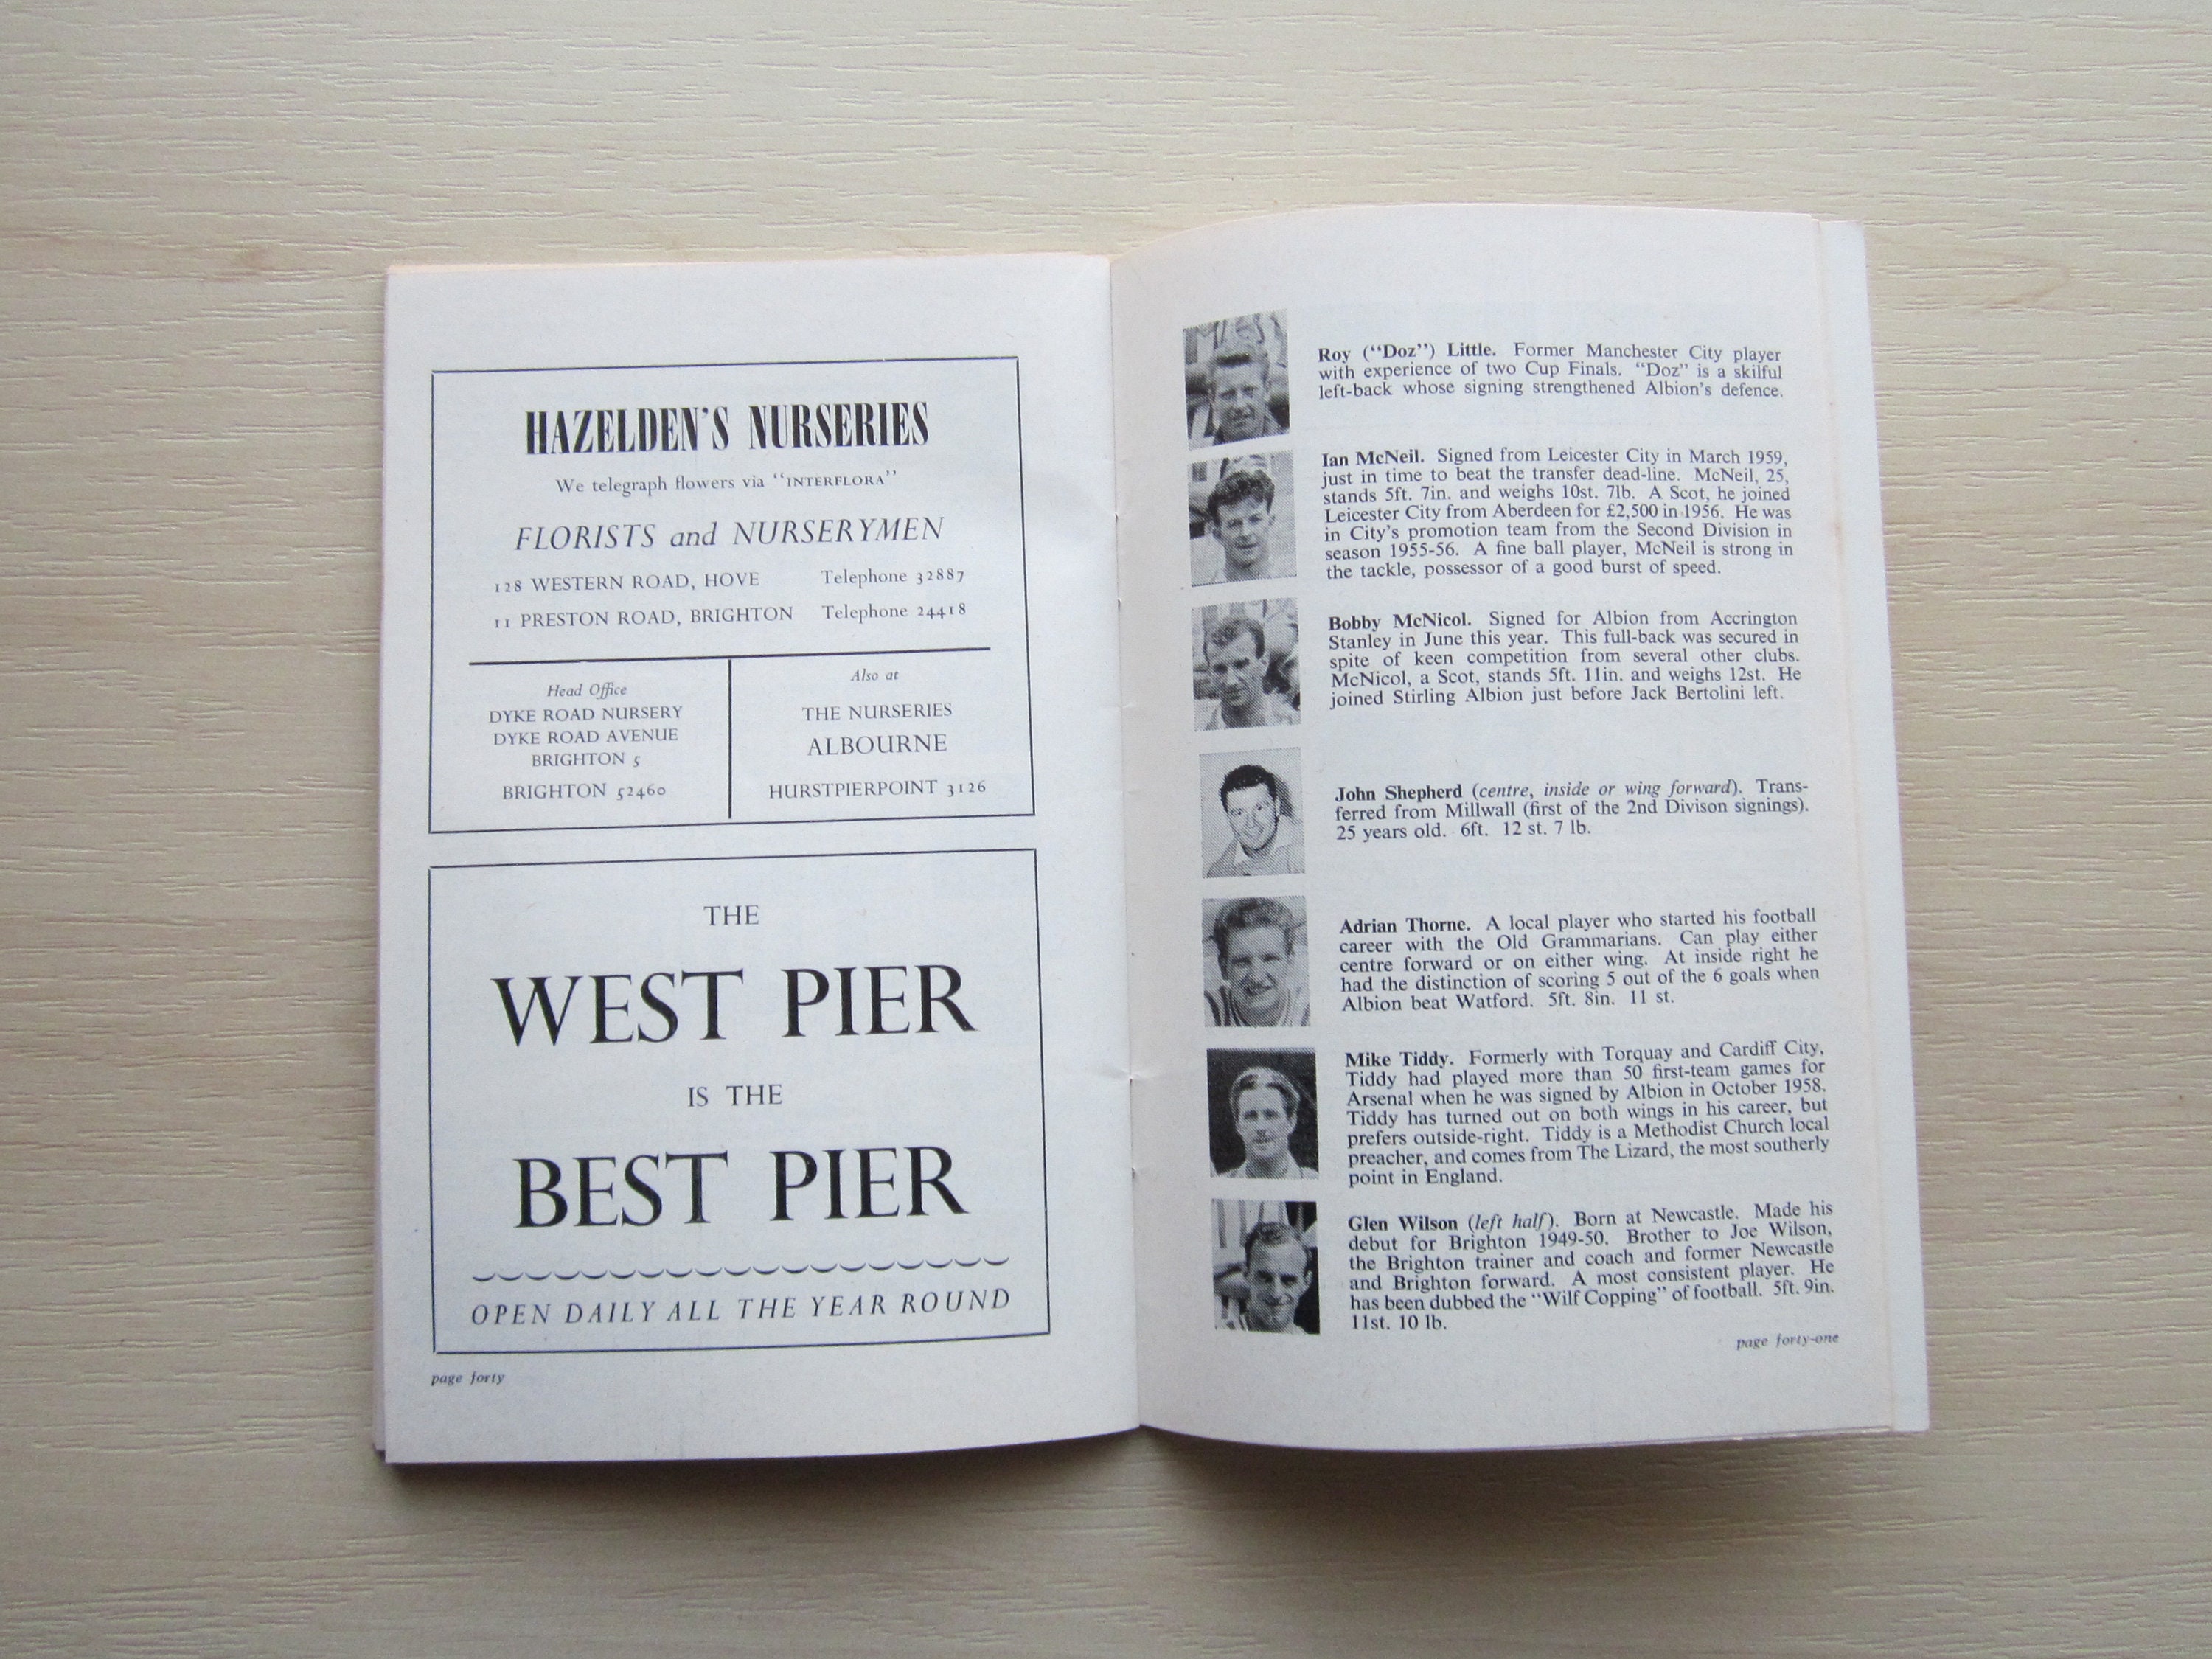 HAZELDEN'S NURSERIES
We telegraph flowers via "INTERFLORA"
FLORISTS and NURSERYMEN
128 WESTERN ROAD, HOVE Telephone 32887
11 PRESTON ROAD, BRIGHTON Telephone 24418
Head Office
DYKE ROAD NURSERY
DYKE ROAD AVENUE
BRIGHTON 5
BRIGHTON 52460
Also at
THE NURSERIES
ALBOURNE
HURSTPIERPOINT 3126
THE
WEST PIER
IS THE
BEST PIER
OPEN DAILY ALL THE YEAR ROUND
page forty
Roy ("Doz") Little. Former Manchester City player
with experience of two Cup Finals. "Doz" is a skilful
left-back whose signing strengthened Albion's defence.
Ian McNeil. Signed from Leicester City in March 1959,
just in time to beat the transfer dead-line. McNeil, 25,
stands 5ft. 7in. and weighs 10st. 7lb. A Scot, he joined
Leicester City from Aberdeen for £2,500 in 1956. He was
in City's promotion team from the Second Division in
season 1955-56. A fine ball player, McNeil is strong in
the tackle, possessor of a good burst of speed.
Bobby McNicol. Signed for Albion from Accrington
Stanley in June this year. This full-back was secured in
spite of keen competition from several other clubs.
McNicol, a Scot, stands 5ft. 11in. and weighs 12st. He
joined Stirling Albion just before Jack Bertolini left.
John Shepherd (centre, inside or wing forward). Trans-
ferred from Millwall (first of the 2nd Divison signings).
25 years old. 6ft. 12 st. 7 lb.
Adrian Thorne. A local player who started his football
career with the Old Grammarians. Can play either
centre forward or on either wing. At inside right he
had the distinction of scoring 5 out of the 6 goals when
Albion beat Watford. 5ft. 8in. 11 st.
Mike Tiddy. Formerly with Torquay and Cardiff City,
Tiddy had played more than 50 first-team games for
Arsenal when he was signed by Albion in October 1958.
Tiddy has turned out on both wings in his career, but
prefers outside-right. Tiddy is a Methodist Church local
preacher, and comes from The Lizard, the most southerly
point in England.
Glen Wilson (left half). Born at Newcastle. Made his
debut for Brighton 1949-50. Brother to Joe Wilson,
the Brighton trainer and coach and former Newcastle
and Brighton forward. A most consistent player. He
has been dubbed the "Wilf Copping" of football. 5ft. 9in.
11st. 10 lb.
page forty-one